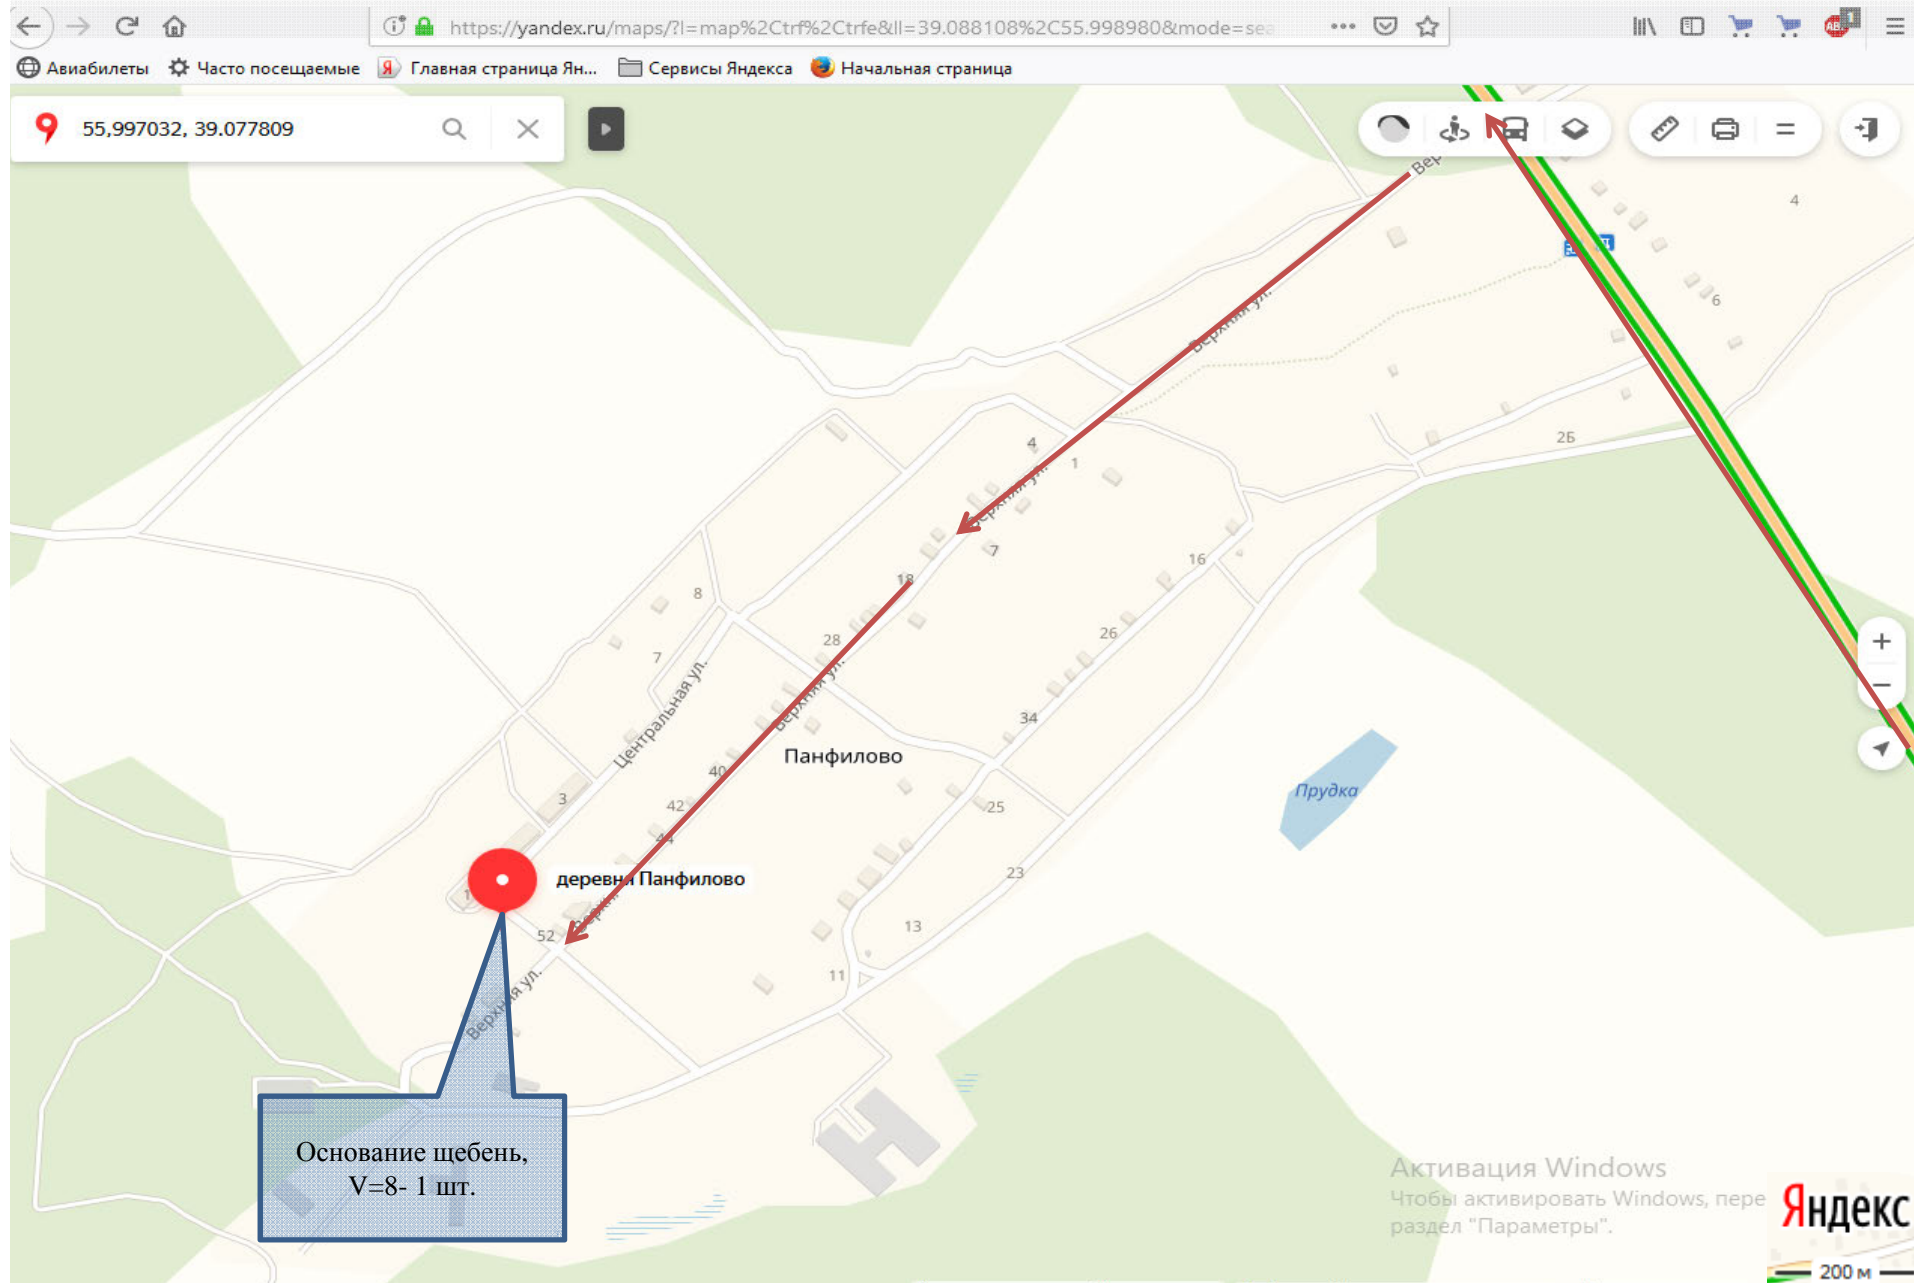 https://yandex.ru/maps/?l=map%2Ctrf%2Ctrfe&ll=39.088108%2C55.998980&mode=sea
Авиабилеты Часто посещаемые Я Главная страница Ян... Сервисы Яндекса Начальная страница
55,997032, 39.077809
Вер
4
6
Верхняя ул.
4
1
2Б
Верхняя ул.
7
16
18
8
28
26
7
Верхняя ул.
Центральная ул.
34
Панфилово
40
3
42
25
Прудка
44
деревня Панфилово
23
1
Верхн.
52
13
11
Верхняя ул.
Основание щебень,
V=8- 1 шт.
Активация Windows
Чтобы активировать Windows, пере
раздел "Параметры".
Яндекс
200 м